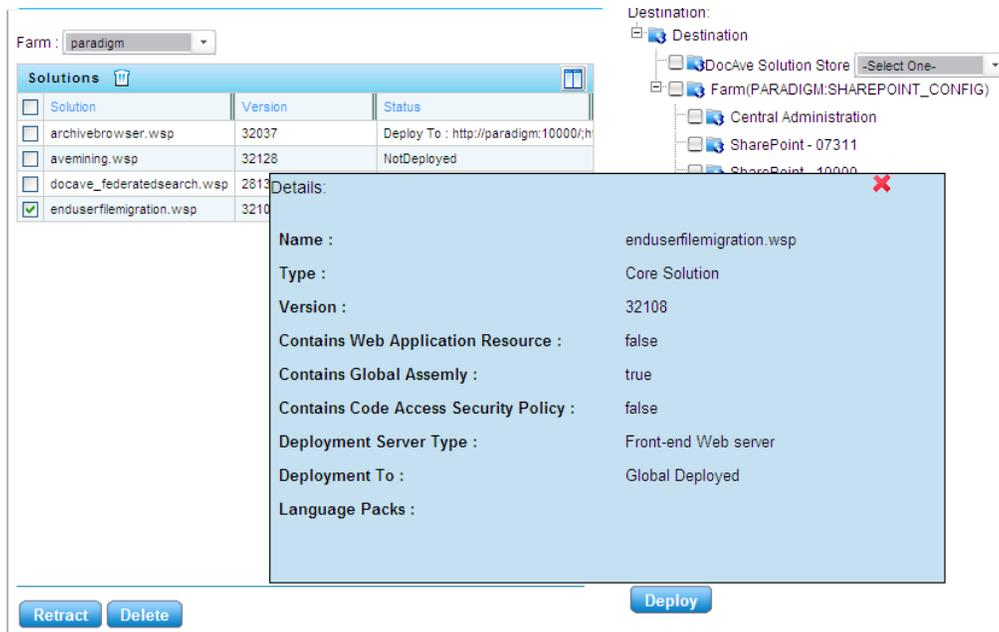 Farm : paradigm
Solutions
Solution Version Status
archivebrowser.wsp 32037 Deploy To : http://paradigm:10000/;h
avemining.wsp 32128 NotDeployed
docave_federatedsearch.wsp 2813
enduserfilemigration.wsp 3210
Retract Delete
Destination:
Destination
DocAve Solution Store -Select One-
Farm(PARADIGM:SHAREPOINT_CONFIG)
Central Administration
SharePoint - 07311
SharePoint - 10000
Details:
Name : enduserfilemigration.wsp
Type : Core Solution
Version : 32108
Contains Web Application Resource : false
Contains Global Assemly : true
Contains Code Access Security Policy : false
Deployment Server Type : Front-end Web server
Deployment To : Global Deployed
Language Packs :
Deploy